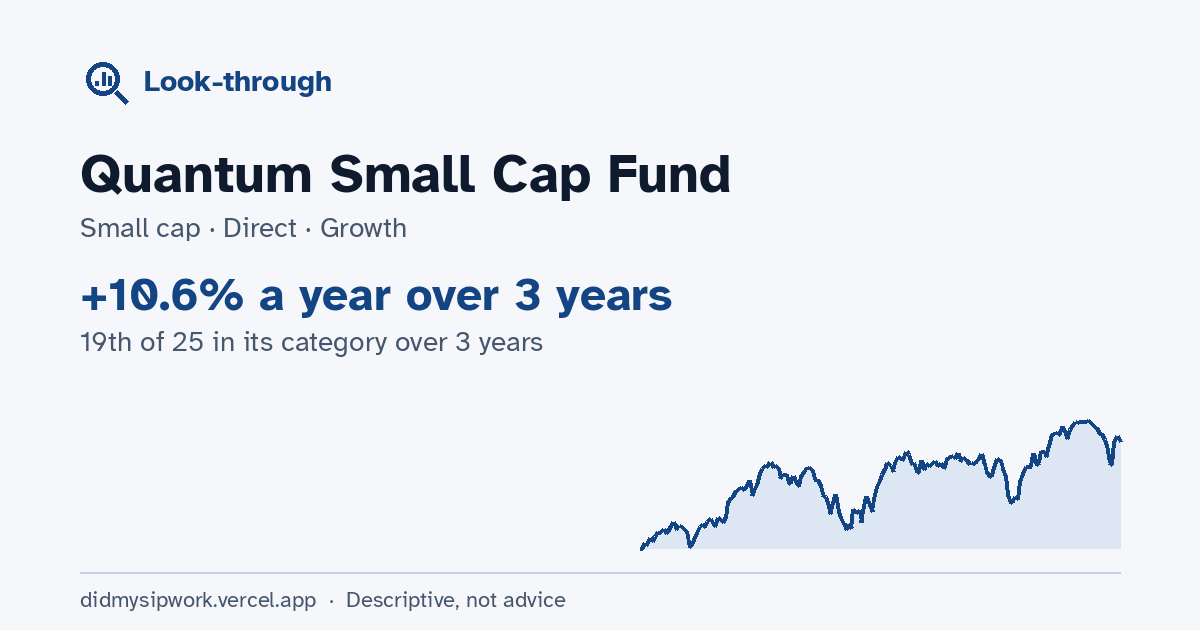 Look-through
Quantum Small Cap Fund
Small cap · Direct · Growth
+10.6% a year over 3 years
19th of 25 in its category over 3 years
didmysipwork.vercel.app · Descriptive, not advice